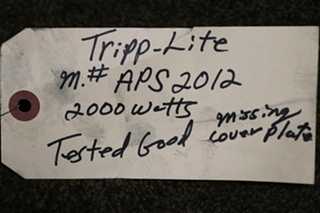 Tripp-Lite
M.# APS 2012
2000 watts
Tested Good
missing
cover plate